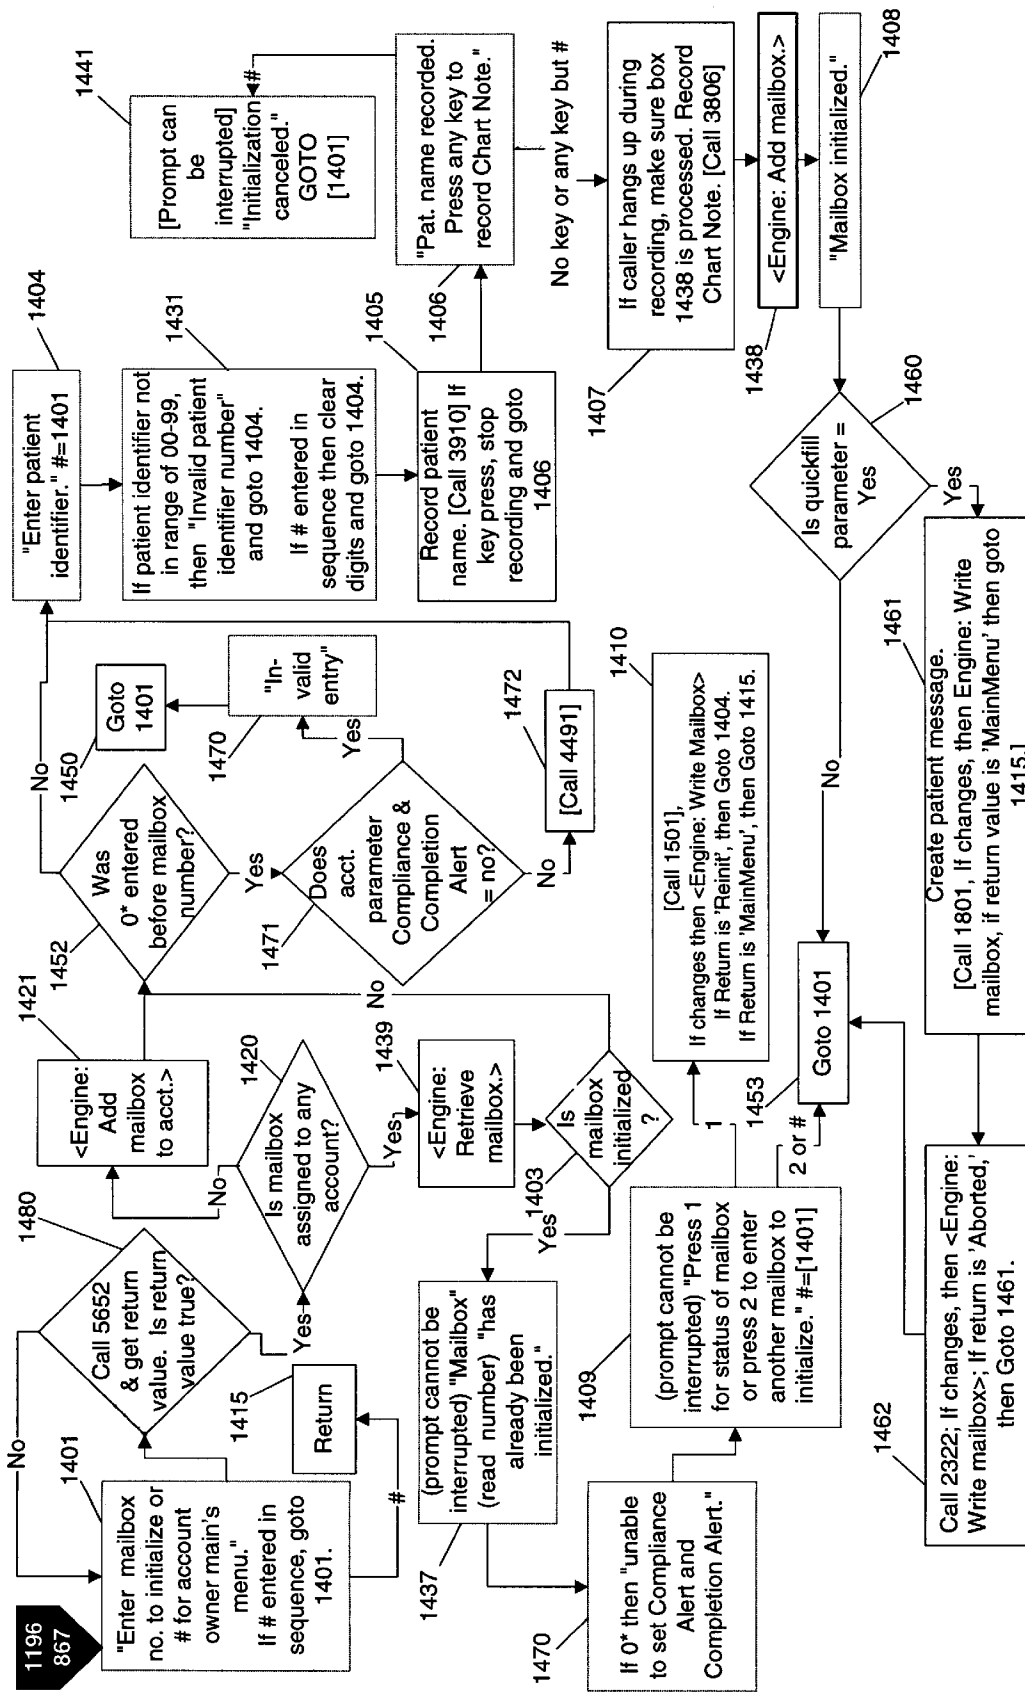 1196
867
1401
"Enter mailbox
no. to initialize or
# for account
owner main's
menu."
If # entered in
sequence, goto
1401.
No
#
1480
Call 5652
& get return
value. Is return
value true?
Yes
1415
Return
1421
<Engine:
Add
mailbox
to acct.>
No
1420
Is mailbox
assigned to any
account?
Yes
1439
<Engine:
Retrieve
mailbox.>
1403
Is
mailbox
initialized
?
No
Yes
1452
Was
0* entered
before mailbox
number?
No
Yes
1450
Goto
1401
1470
"In-
valid
entry"
Yes
1471
Does
acct.
parameter
Compliance &
Completion
Alert
= no?
No
1472
[Call 4491]
1404
"Enter patient
identifier." #=1401
1431
If patient identifier not
in range of 00-99,
then "Invalid patient
identifier number"
and goto 1404.
If # entered in
sequence then clear
digits and goto 1404.
1405
Record patient
name. [Call 3910] If
key press, stop
recording and goto
1406
1441
[Prompt can
be
interrupted]
"Initialization
canceled."
GOTO
[1401]
#
1406
"Pat. name recorded.
Press any key to
record Chart Note."
No key or any key but #
1407
If caller hangs up during
recording, make sure box
1438 is processed. Record
Chart Note. [Call 3806]
1438
<Engine: Add mailbox.>
1408
"Mailbox initialized."
1460
Is quickfill
parameter =
Yes
No
Yes
1437
(prompt cannot be
interrupted) "Mailbox"
(read number) "has
already been
initialized."
1470
If 0* then "unable
to set Compliance
Alert and
Completion Alert."
1409
(prompt cannot be
interrupted) "Press 1
for status of mailbox
or press 2 to enter
another mailbox to
initialize." #=[1401]
1
2 or #
1410
[Call 1501],
If changes then <Engine: Write Mailbox>
If Return is 'Reinit', then Goto 1404.
If Return is 'MainMenu', then Goto 1415.
1453
Goto 1401
1461
Create patient message.
[Call 1801, If changes, then Engine: Write
mailbox, if return value is 'MainMenu' then goto
1415.]
1462
Call 2322; If changes, then <Engine:
Write mailbox>; If return is 'Aborted,'
then Goto 1461.